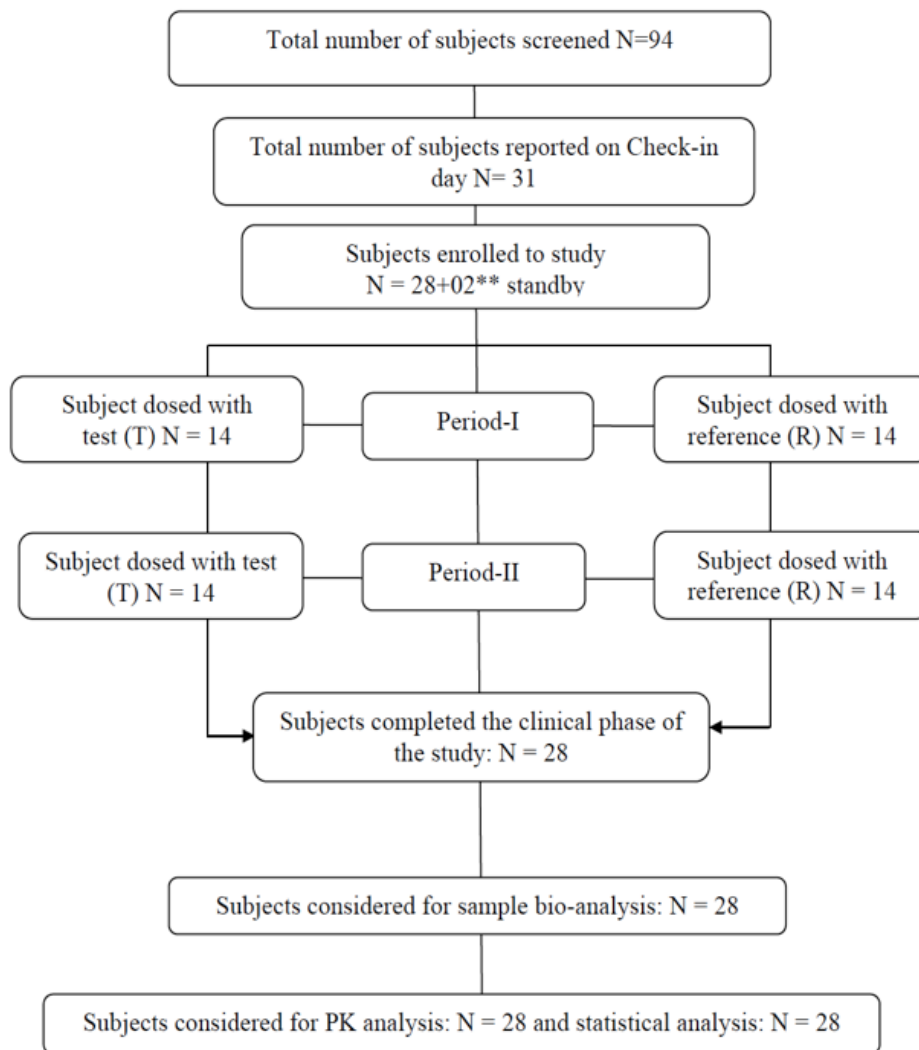 Total number of subjects screened N=94
Total number of subjects reported on Check-in
day N= 31
Subjects enrolled to study
N = 28+02** standby
Subject dosed with
test (T) N = 14
Period-I
Subject dosed with
reference (R) N = 14
Subject dosed with test
(T) N = 14
Period-II
Subject dosed with
reference (R) N = 14
Subjects completed the clinical phase of
the study: N = 28
Subjects considered for sample bio-analysis: N = 28
Subjects considered for PK analysis: N = 28 and statistical analysis: N = 28